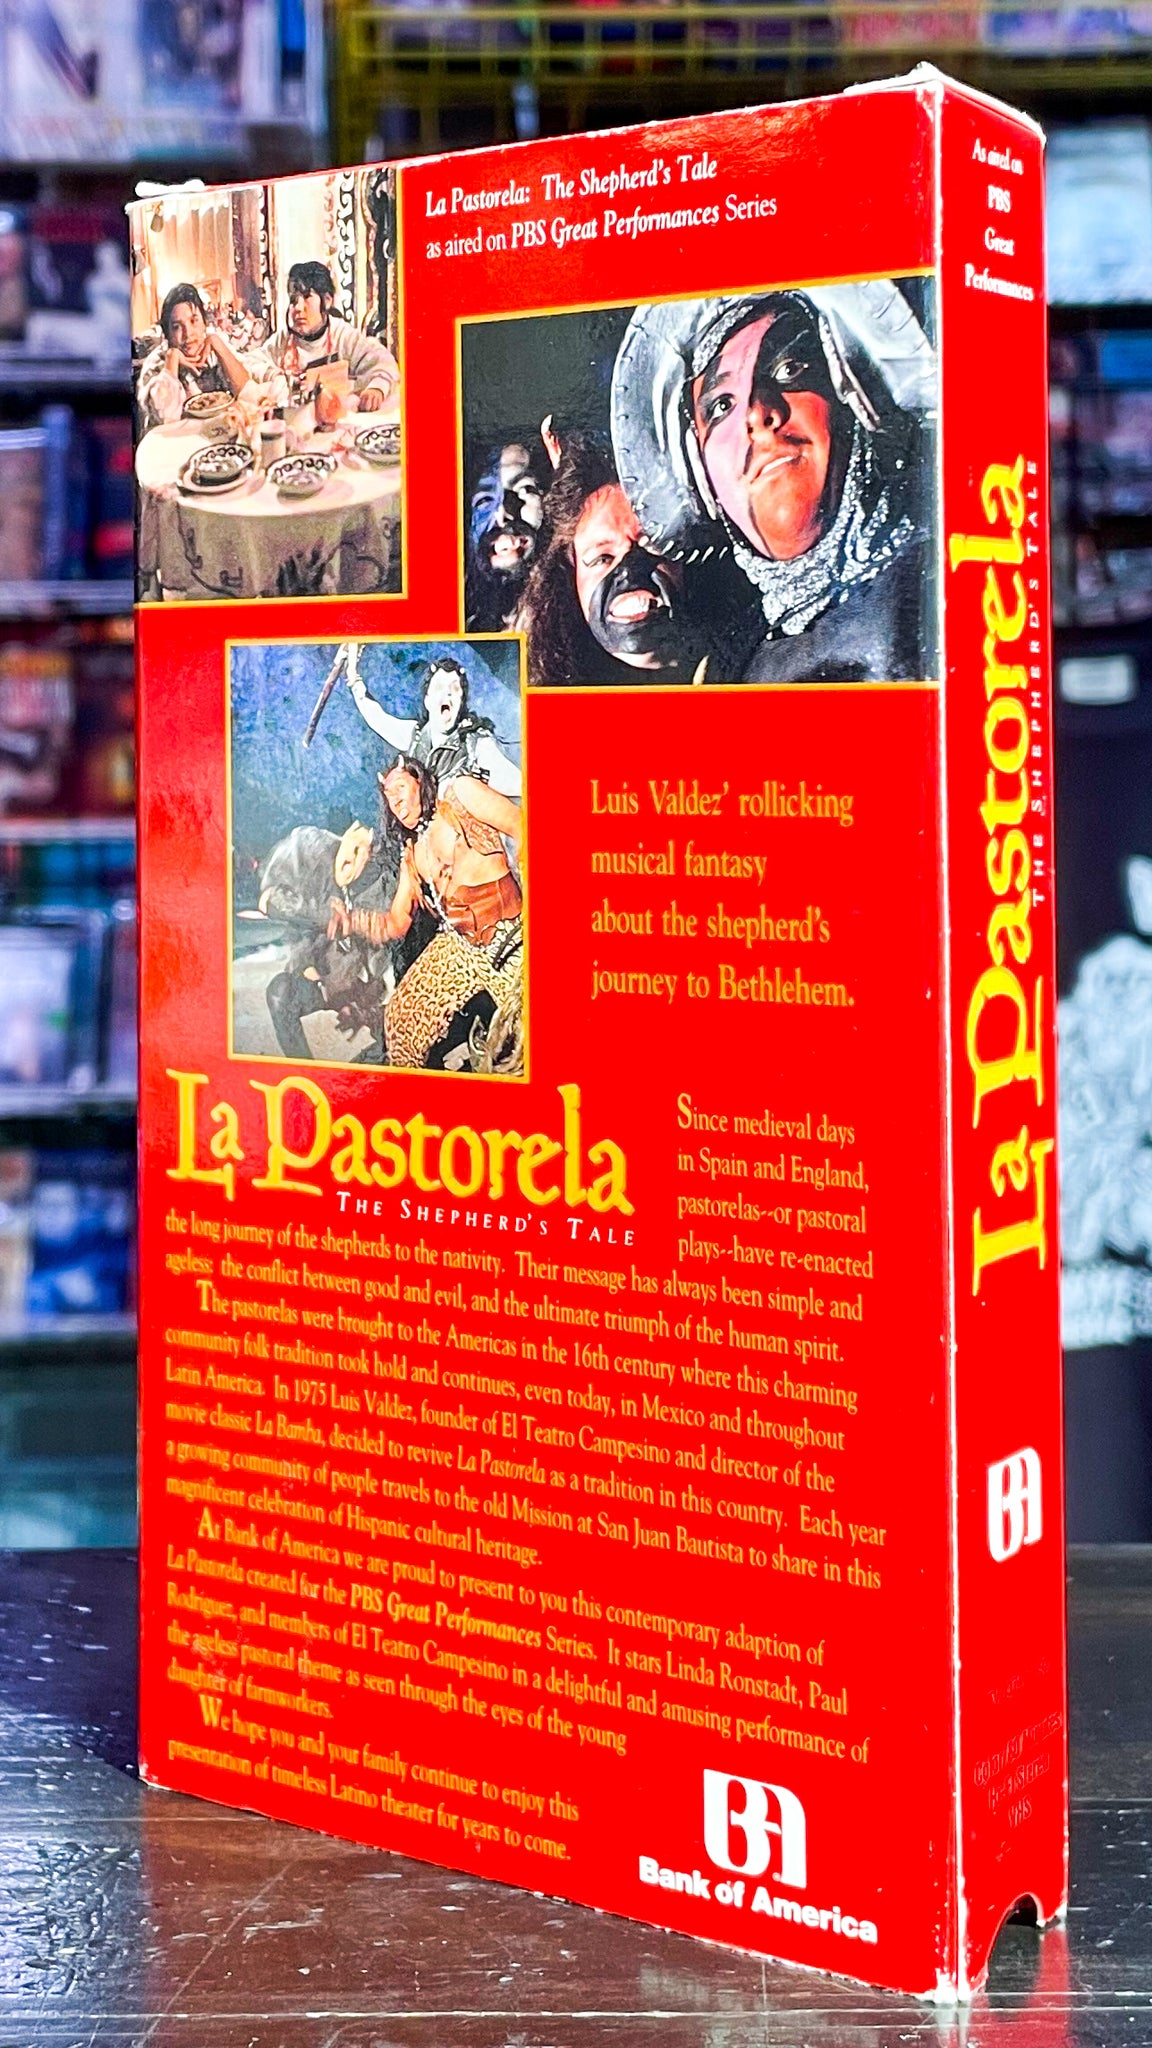 La Pastorela: The Shepherd's Tale
as aired on PBS Great Performances Series
Luis Valdez' rollicking
musical fantasy
about the shepherd's
journey to Bethlehem.
La Pastorela
THE SHEPHERD'S TALE
Since medieval days
in Spain and England,
pastorelas--or pastoral
plays--have re-enacted
the long journey of the shepherds to the nativity. Their message has always been simple and
ageless: the conflict between good and evil, and the ultimate triumph of the human spirit.
The pastorelas were brought to the Americas in the 16th century where this charming
community folk tradition took hold and continues, even today, in Mexico and throughout
Latin America. In 1975 Luis Valdez, founder of El Teatro Campesino and director of the
movie classic La Bamba, decided to revive La Pastorela as a tradition in this country. Each year
a growing community of people travels to the old Mission at San Juan Bautista to share in this
magnificent celebration of Hispanic cultural heritage.
At Bank of America we are proud to present to you this contemporary adaption of
La Pastorela created for the PBS Great Performances Series. It stars Linda Ronstadt, Paul
Rodriguez, and members of El Teatro Campesino in a delightful and amusing performance of
the ageless pastoral theme as seen through the eyes of the young
daughter of farmworkers.
We hope you and your family continue to enjoy this
presentation of timeless Latino theater for years to come.
BA
Bank of America
As aired on
PBS
Great
Performances
La Pastorela
THE SHEPHERD'S TALE
BA
Hi-Fi Stereo
VHS